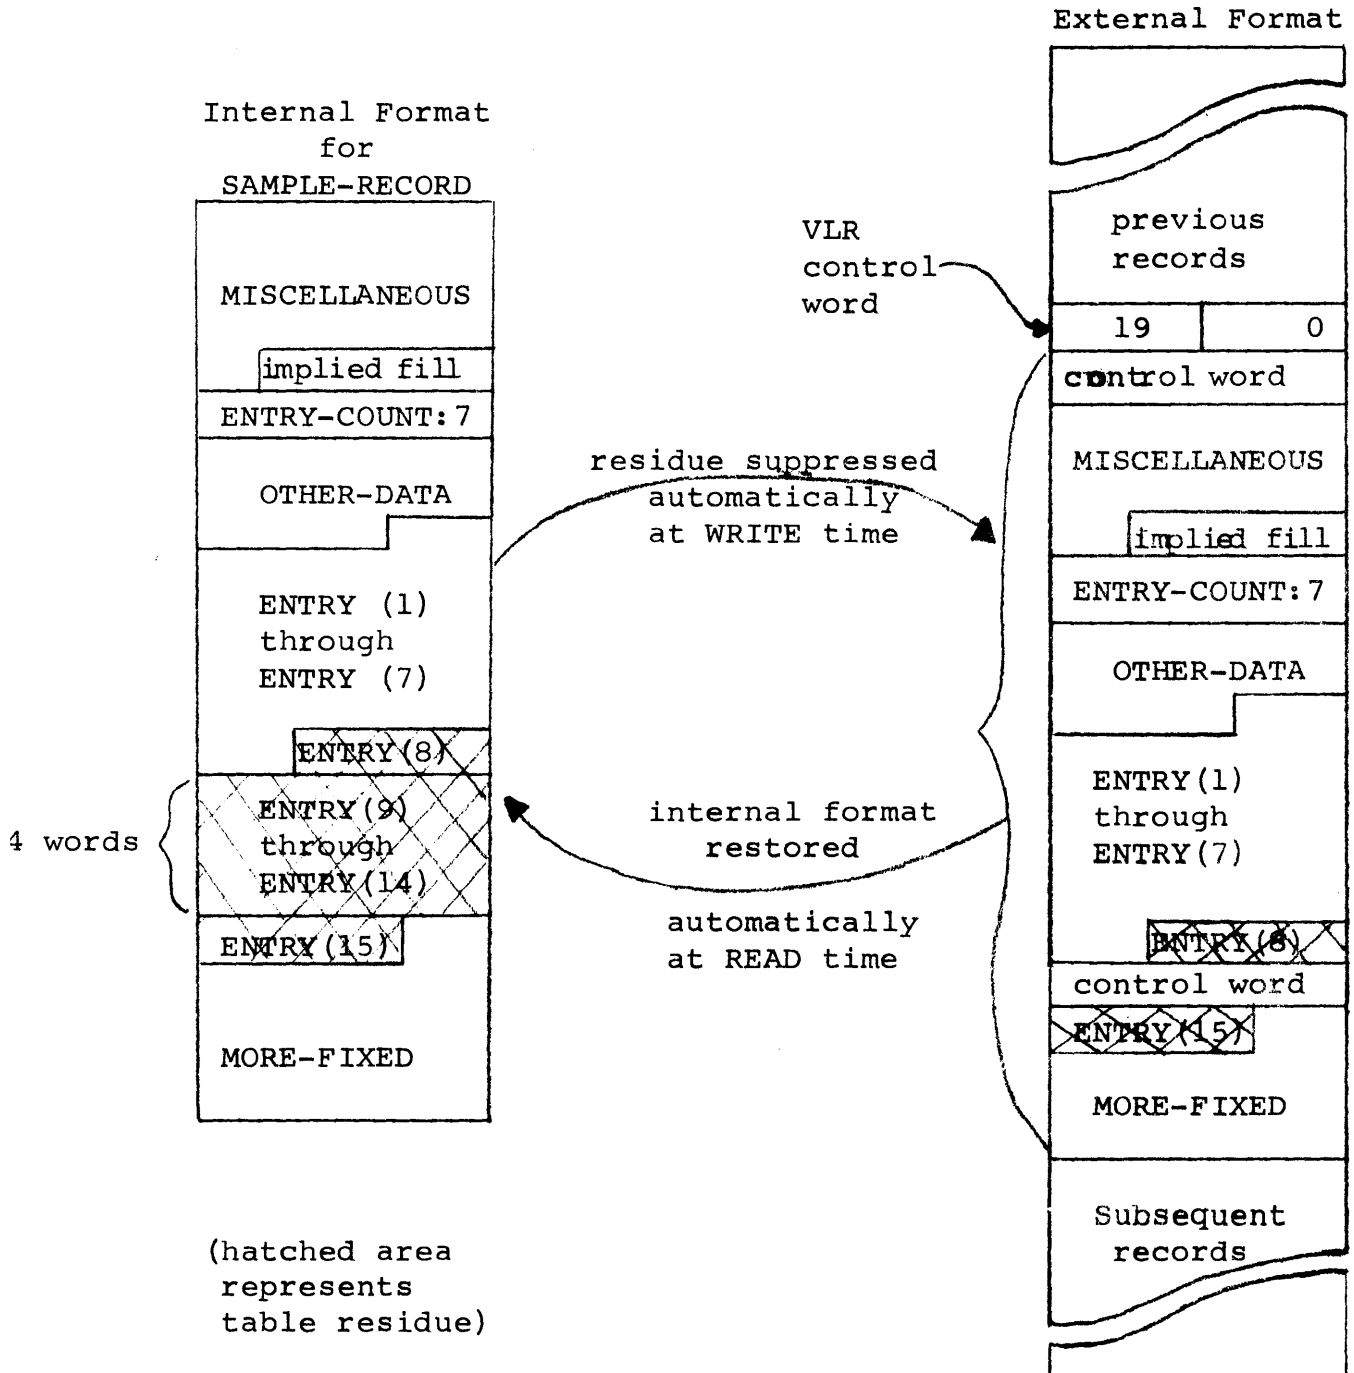 External Format
Internal Format
for
SAMPLE-RECORD
MISCELLANEOUS
implied fill
ENTRY-COUNT:7
OTHER-DATA
ENTRY (1)
through
ENTRY (7)
ENTRY(8)
4 words
ENTRY(9)
through
ENTRY(14)
ENTRY(15)
MORE-FIXED
(hatched area
represents
table residue)
residue suppressed
automatically
at WRITE time
internal format
restored
automatically
at READ time
VLR
control
word
previous
records
19 0
control word
MISCELLANEOUS
implied fill
ENTRY-COUNT:7
OTHER-DATA
ENTRY(1)
through
ENTRY(7)
ENTRY(8)
control word
ENTRY(15)
MORE-FIXED
Subsequent
records